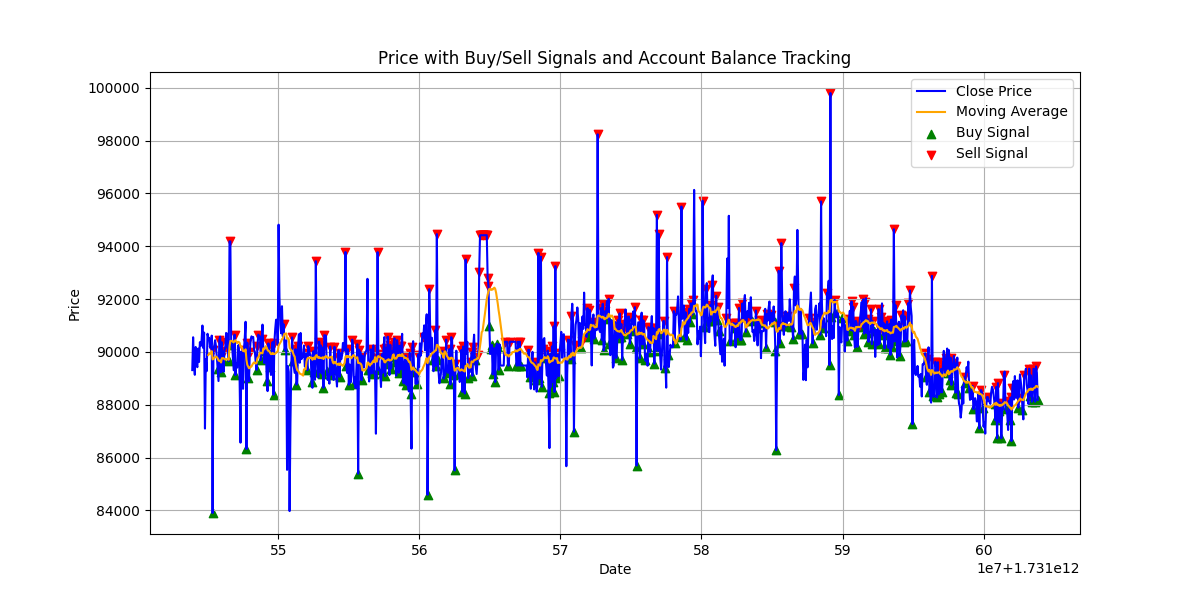 Price with Buy/Sell Signals and Account Balance Tracking
Close Price
Moving Average
Buy Signal
Sell Signal
100000
98000
96000
94000
92000
90000
88000
86000
84000
Price
55 56 57 58 59 60
Date
1e7+1.731e12